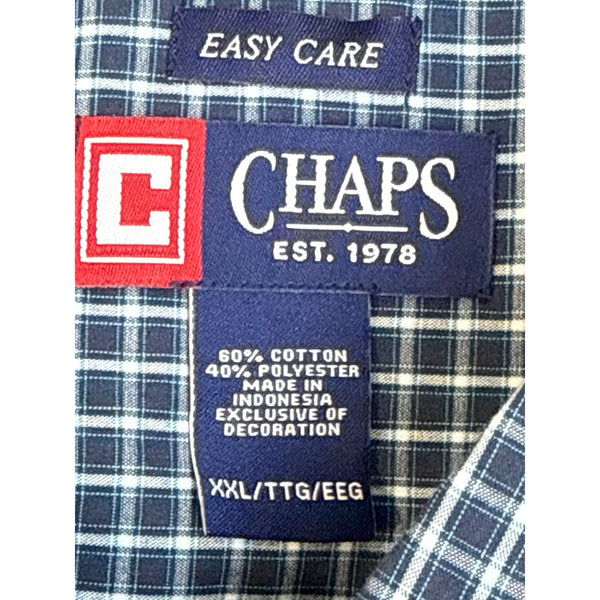 EASY CARE
C
CHAPS
EST. 1978
60% COTTON
40% POLYESTER
MADE IN
INDONESIA
EXCLUSIVE OF
DECORATION
XXL/TTG/EEG